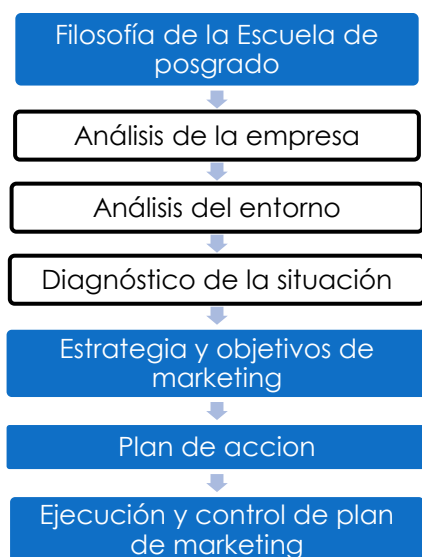 Filosofía de la Escuela de
posgrado
Análisis de la empresa
Análisis del entorno
Diagnóstico de la situación
Estrategia y objetivos de
marketing
Plan de accion
Ejecución y control de plan
de marketing